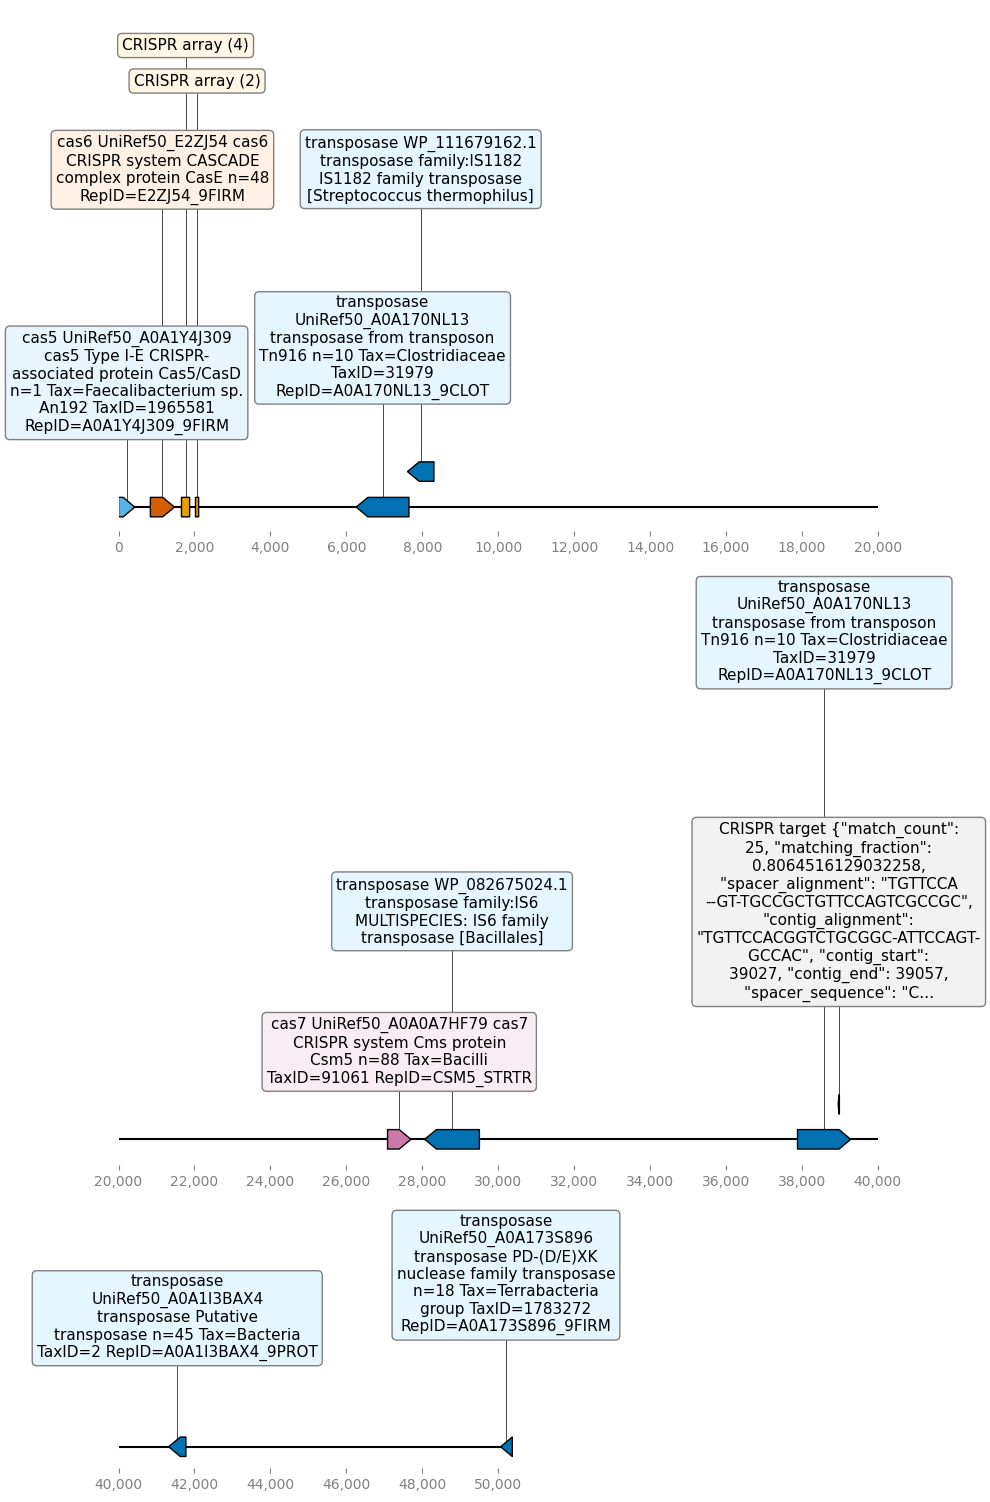 CRISPR array (4)
CRISPR array (2)
cas6 UniRef50_E2ZJ54 cas6
CRISPR system CASCADE
complex protein CasE n=48
RepID=E2ZJ54_9FIRM
transposase WP_111679162.1
transposase family:IS1182
IS1182 family transposase
[Streptococcus thermophilus]
transposase
UniRef50_A0A170NL13
transposase from transposon
Tn916 n=10 Tax=Clostridiaceae
TaxID=31979
RepID=A0A170NL13_9CLOT
cas5 UniRef50_A0A1Y4J309
cas5 Type I-E CRISPR-
associated protein Cas5/CasD
n=1 Tax=Faecalibacterium sp.
An192 TaxID=1965581
RepID=A0A1Y4J309_9FIRM
0 2,000 4,000 6,000 8,000 10,000 12,000 14,000 16,000 18,000 20,000
transposase
UniRef50_A0A170NL13
transposase from transposon
Tn916 n=10 Tax=Clostridiaceae
TaxID=31979
RepID=A0A170NL13_9CLOT
CRISPR target {"match_count":
25, "matching_fraction":
0.8064516129032258,
"spacer_alignment": "TGTTCCA
--GT-TGCCGCTGTTCCAGTCGCCGC",
"contig_alignment":
"TGTTCCACGGTCTGCGGC-ATTCCAGT-
GCCAC", "contig_start":
39027, "contig_end": 39057,
"spacer_sequence": "C...
transposase WP_082675024.1
transposase family:IS6
MULTISPECIES: IS6 family
transposase [Bacillales]
cas7 UniRef50_A0A0A7HF79 cas7
CRISPR system Cms protein
Csm5 n=88 Tax=Bacilli
TaxID=91061 RepID=CSM5_STRTR
20,000 22,000 24,000 26,000 28,000 30,000 32,000 34,000 36,000 38,000 40,000
transposase
UniRef50_A0A173S896
transposase PD-(D/E)XK
nuclease family transposase
n=18 Tax=Terrabacteria
group TaxID=1783272
RepID=A0A173S896_9FIRM
transposase
UniRef50_A0A1I3BAX4
transposase Putative
transposase n=45 Tax=Bacteria
TaxID=2 RepID=A0A1I3BAX4_9PROT
40,000 42,000 44,000 46,000 48,000 50,000